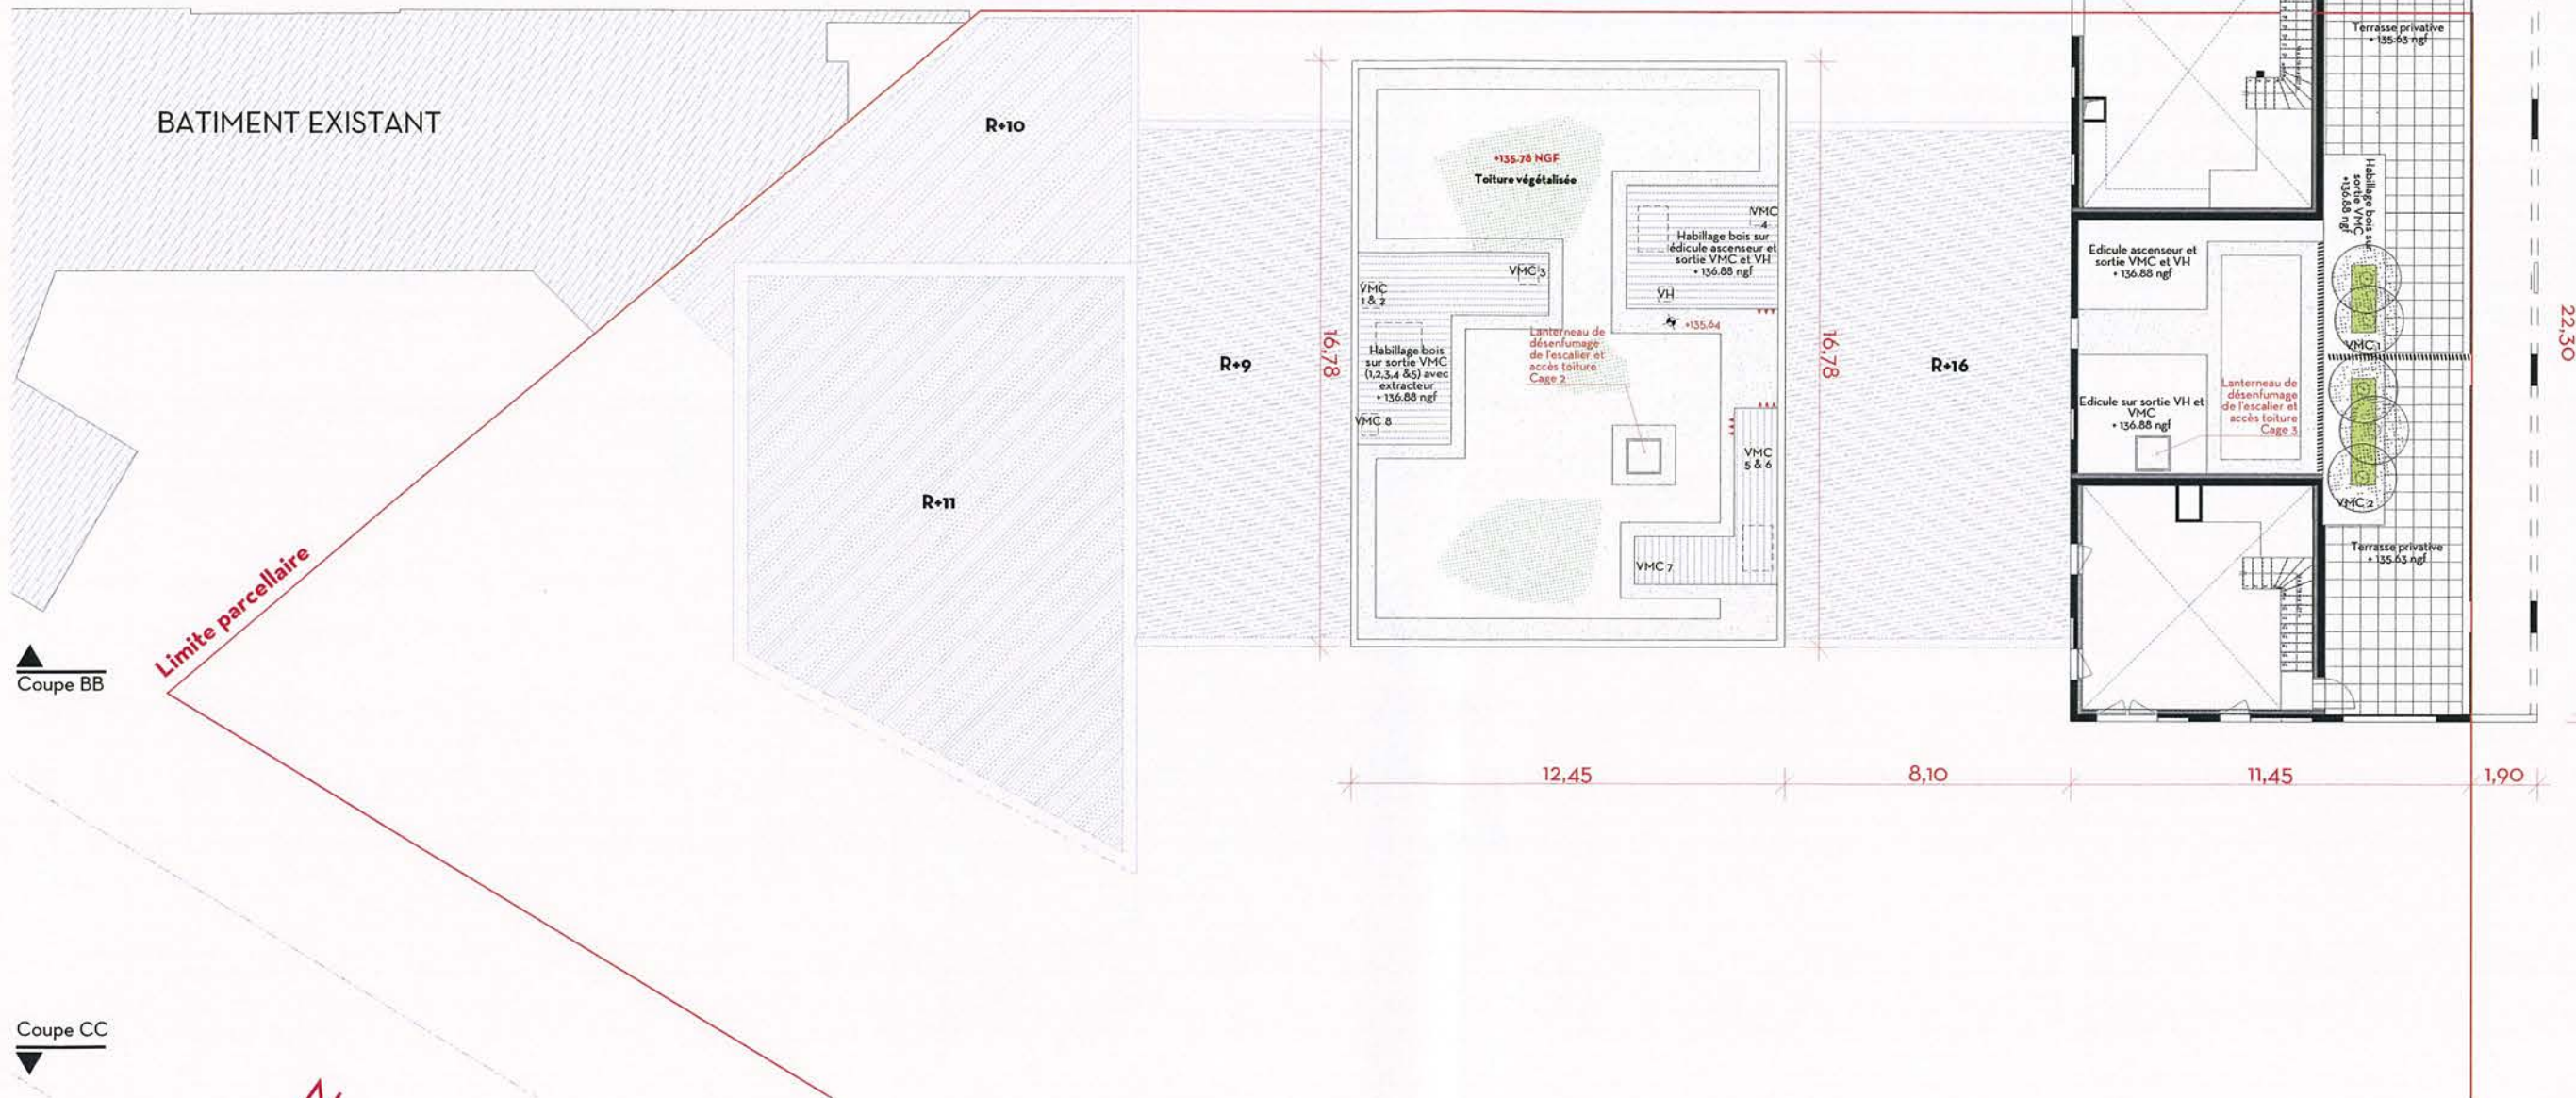 BATIMENT EXISTANT
R+10
R+11
Limite parcellaire
Coupe BB
Coupe CC
R+9
16,78
+135.78 NGF
Toiture végétalisée
VMC
4
Habillage bois sur
édicule ascenseur et
sortie VMC et VH
+ 136.88 ngf
VH
+135.64
VMC 3
VMC
1 & 2
Habillage bois
sur sortie VMC
(1,2,3,4 &5) avec
extracteur
+ 136.88 ngf
VMC 8
Lanterneau de
désenfumage
de l'escalier et
accès toiture
Cage 2
VMC
5 & 6
VMC 7
16,78
R+16
Terrasse privative
+ 135.63 ngf
Habillage bois sur
sortie VMC
+136.88 ngf
Edicule ascenseur et
sortie VMC et VH
+ 136.88 ngf
VMC 1
Edicule sur sortie VH et
VMC
+ 136.88 ngf
Lanterneau de
désenfumage
de l'escalier et
accès toiture
Cage 3
VMC 2
Terrasse privative
+ 135.63 ngf
22,30
12,45
8,10
11,45
1,90